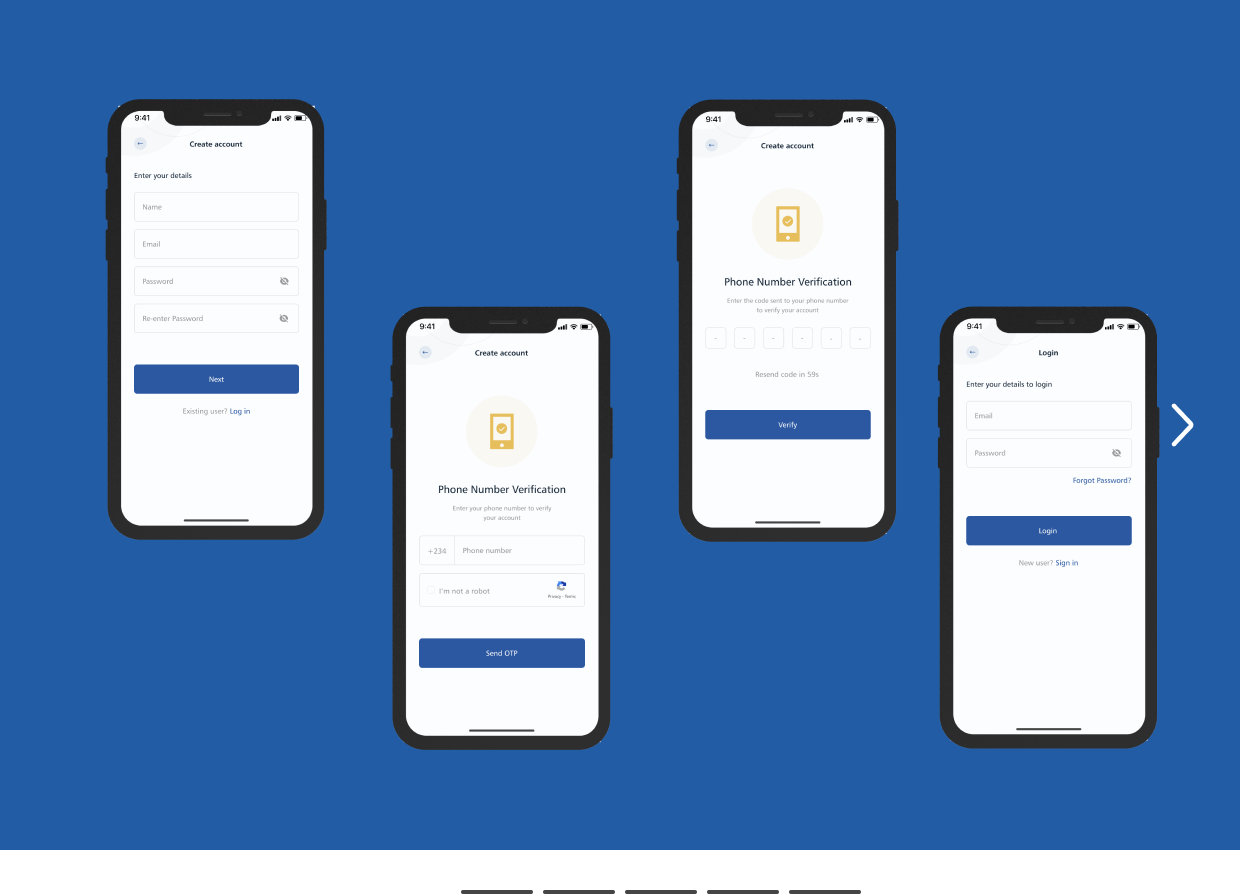 9:41
Create account
Enter your details
Name
Email
Password
Re-enter Password
Next
Existing user? Log in
9:41
Create account
Phone Number Verification
Enter your phone number to verify
your account
+234
Phone number
I'm not a robot
Privacy - Terms
Send OTP
9:41
Create account
Phone Number Verification
Enter the code sent to your phone number
to verify your account
- - - - - -
Resend code in 59s
Verify
9:41
Login
Enter your details to login
Email
Password
Forgot Password?
Login
New user? Sign in